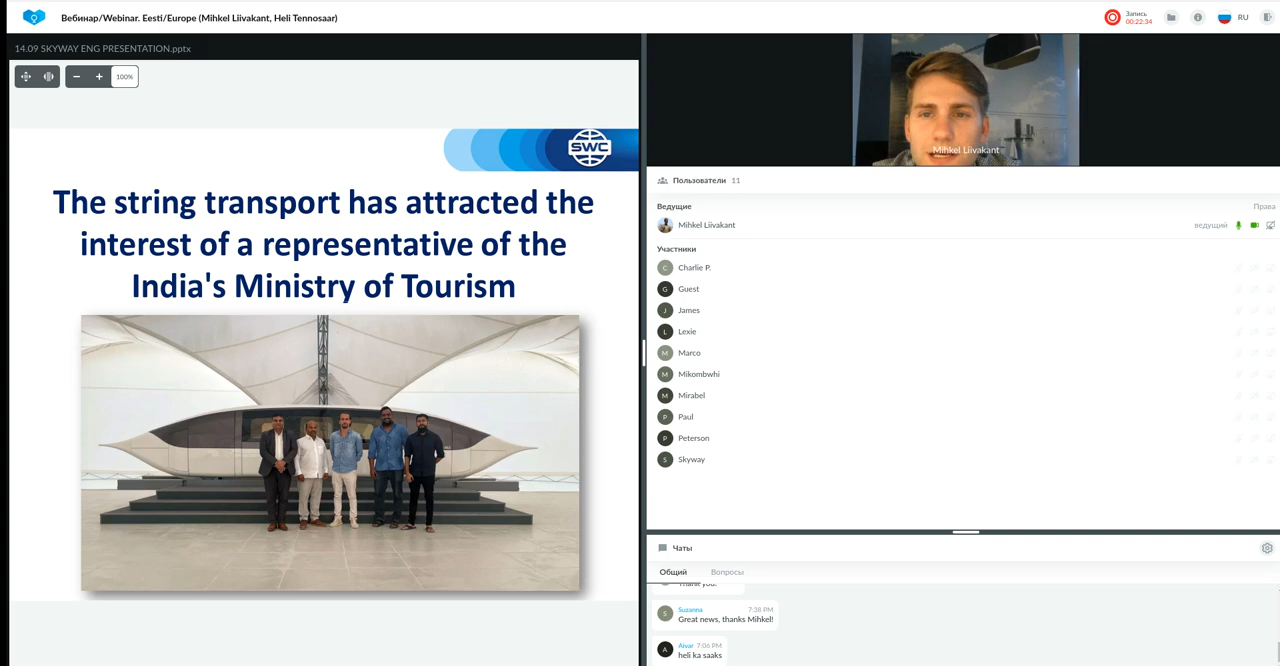 Вебинар/Webinar. Eesti/Europe (Mihkel Liivakant, Heli Tennosaar)
Запись
00:22:34
RU
14.09 SKYWAY ENG PRESENTATION.pptx
100%
SWC
The string transport has attracted the
interest of a representative of the
India's Ministry of Tourism
Mihkel Liivakant
Пользователи 11
Ведущие Права
Mihkel Liivakant ведущий
Участники
C Charlie P.
G Guest
J James
L Lexie
M Marco
M Mikombwhi
M Mirabel
P Paul
P Peterson
S Skyway
Чаты
Общий Вопросы
Thank you!
S Suzanna 7:38 PM
Great news, thanks Mihkel!
A Aivar 7:06 PM
heli ka saaks